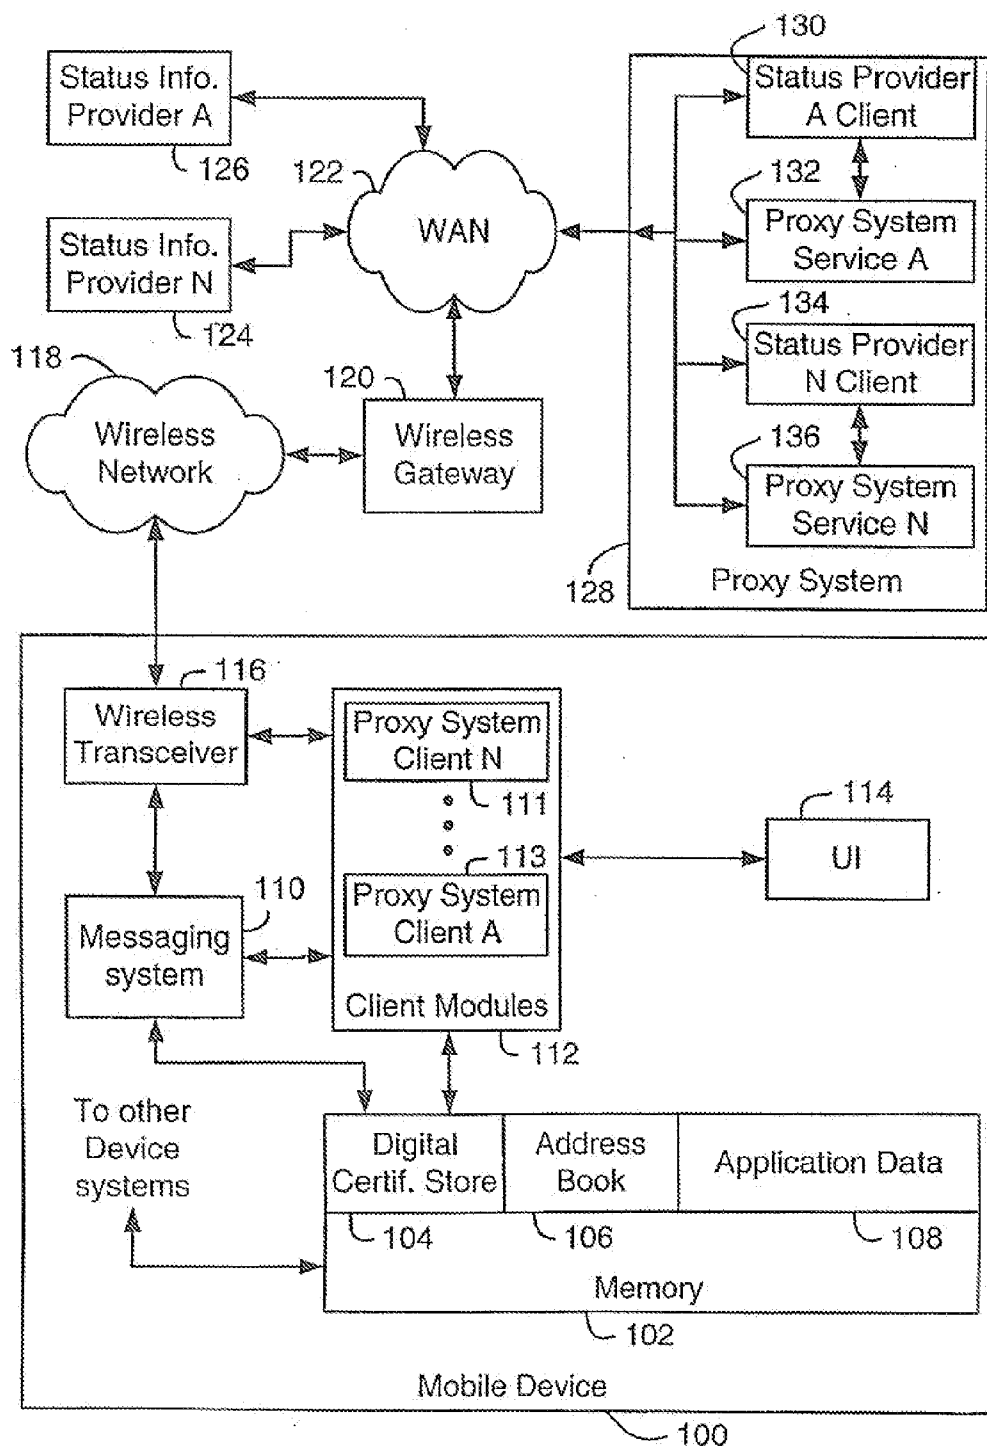 130
Status Info.
Provider A
126
Status Provider
A Client
122
WAN
132
Proxy System
Service A
Status Info.
Provider N
124
134
Status Provider
N Client
118
Wireless
Network
120
Wireless
Gateway
136
Proxy System
Service N
128
Proxy System
116
Wireless
Transceiver
Proxy System
Client N
111
114
UI
113
Proxy System
Client A
110
Messaging
system
Client Modules
112
To other
Device
systems
Digital
Certif. Store
Address
Book
Application Data
104
106
108
Memory
102
Mobile Device
100